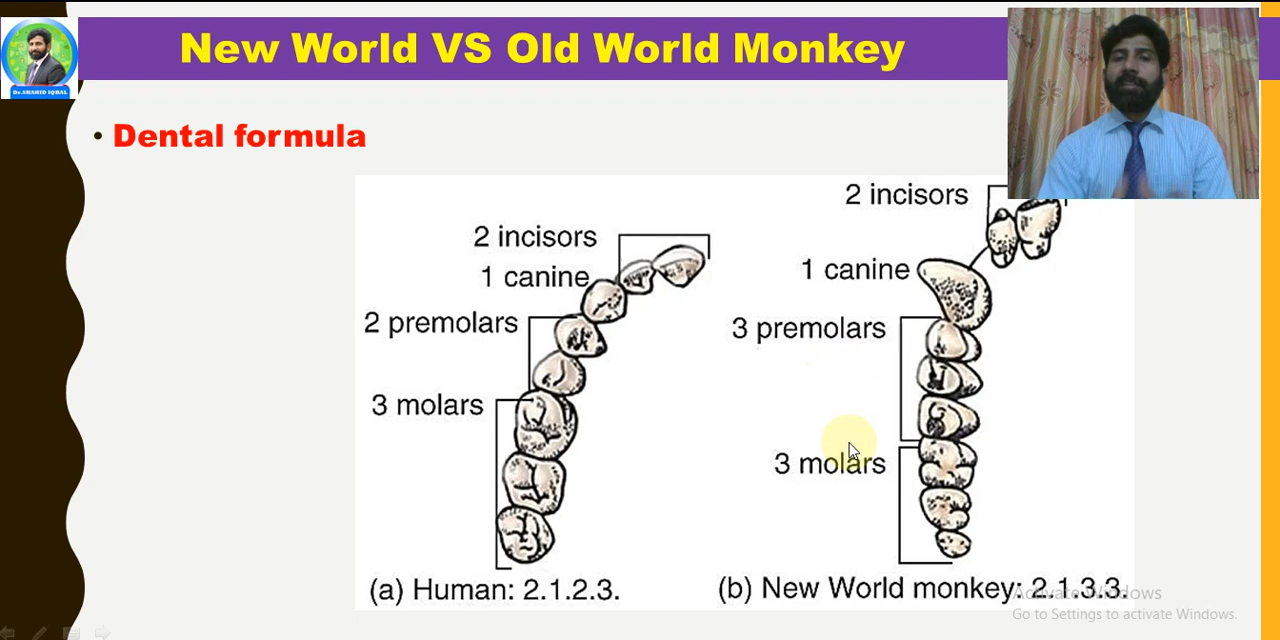 New World VS Old World Monkey
Dr.SHAHID IQBAL
• Dental formula
2 incisors
1 canine
2 premolars
3 molars
(a) Human: 2.1.2.3.
2 incisors
1 canine
3 premolars
3 molars
(b) New World monkey: 2.1.3.3.
Activate Windows
Go to Settings to activate Windows.